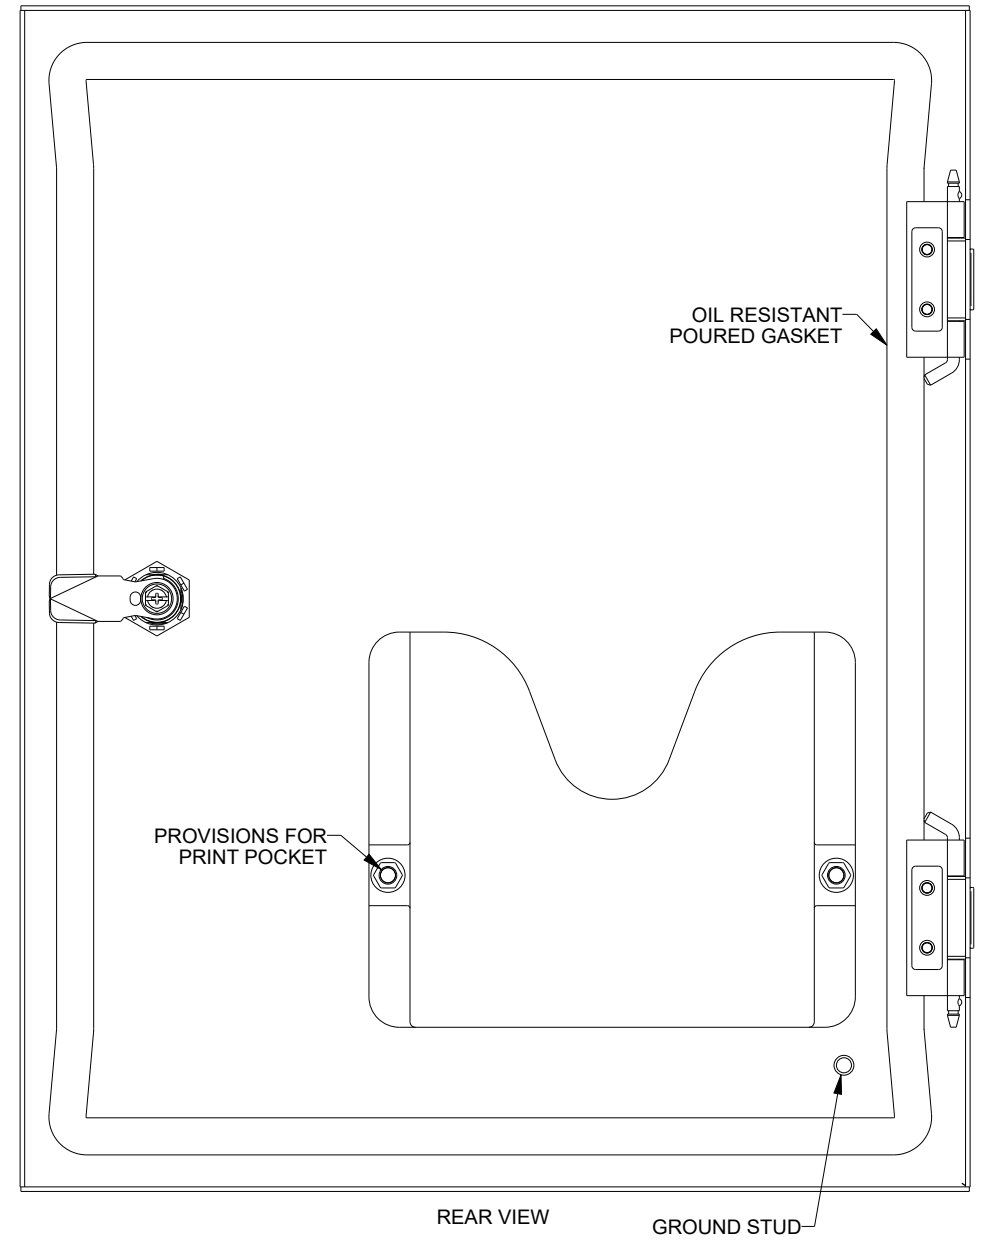 OIL RESISTANT
POURED GASKET
PROVISIONS FOR
PRINT POCKET
REAR VIEW
GROUND STUD